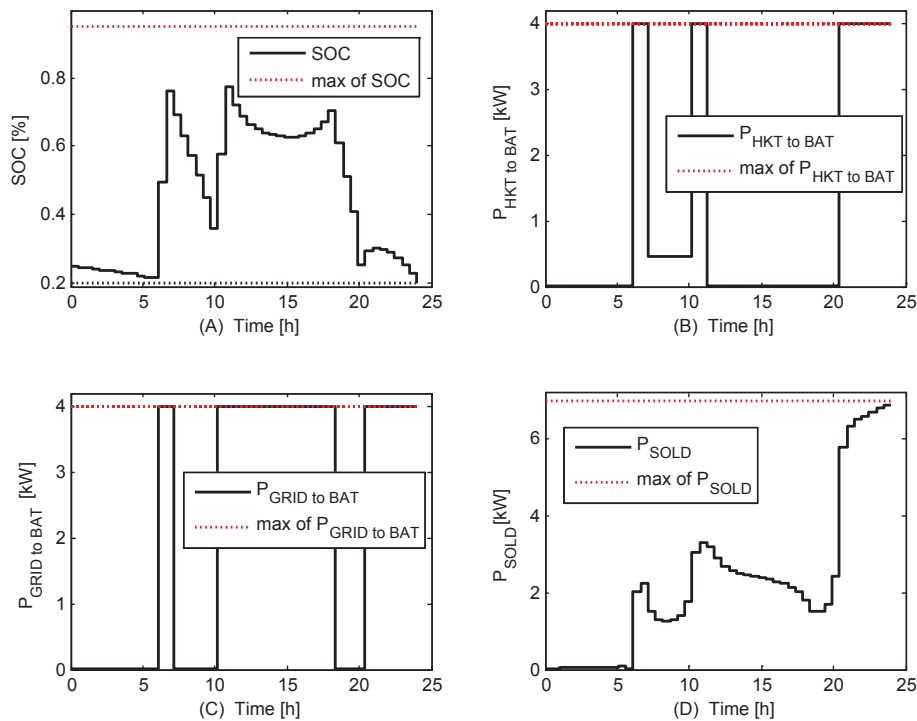 SOC
max of SOC
0.8
0.6
0.4
0.2
SOC [%]
0 5 10 15 20 25
(A) Time [h]
4
3
2
1
0
P_HKT to BAT [kW]
P_HKT to BAT
max of P_HKT to BAT
0 5 10 15 20 25
(B) Time [h]
4
3
2
1
0
P_GRID to BAT [kW]
P_GRID to BAT
max of P_GRID to BAT
0 5 10 15 20 25
(C) Time [h]
6
4
2
0
P_SOLD[kW]
P_SOLD
max of P_SOLD
0 5 10 15 20 25
(D) Time [h]